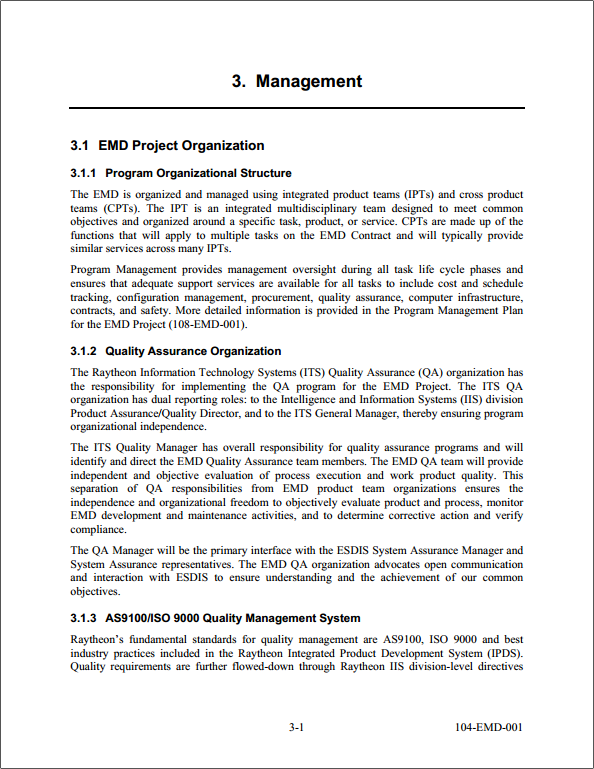 3. Management
3.1 EMD Project Organization
3.1.1 Program Organizational Structure
The EMD is organized and managed using integrated product teams (IPTs) and cross product
teams (CPTs). The IPT is an integrated multidisciplinary team designed to meet common
objectives and organized around a specific task, product, or service. CPTs are made up of the
functions that will apply to multiple tasks on the EMD Contract and will typically provide
similar services across many IPTs.
Program Management provides management oversight during all task life cycle phases and
ensures that adequate support services are available for all tasks to include cost and schedule
tracking, configuration management, procurement, quality assurance, computer infrastructure,
contracts, and safety. More detailed information is provided in the Program Management Plan
for the EMD Project (108-EMD-001).
3.1.2 Quality Assurance Organization
The Raytheon Information Technology Systems (ITS) Quality Assurance (QA) organization has
the responsibility for implementing the QA program for the EMD Project. The ITS QA
organization has dual reporting roles: to the Intelligence and Information Systems (IIS) division
Product Assurance/Quality Director, and to the ITS General Manager, thereby ensuring program
organizational independence.
The ITS Quality Manager has overall responsibility for quality assurance programs and will
identify and direct the EMD Quality Assurance team members. The EMD QA team will provide
independent and objective evaluation of process execution and work product quality. This
separation of QA responsibilities from EMD product team organizations ensures the
independence and organizational freedom to objectively evaluate product and process, monitor
EMD development and maintenance activities, and to determine corrective action and verify
compliance.
The QA Manager will be the primary interface with the ESDIS System Assurance Manager and
System Assurance representatives. The EMD QA organization advocates open communication
and interaction with ESDIS to ensure understanding and the achievement of our common
objectives.
3.1.3 AS9100/ISO 9000 Quality Management System
Raytheon's fundamental standards for quality management are AS9100, ISO 9000 and best
industry practices included in the Raytheon Integrated Product Development System (IPDS).
Quality requirements are further flowed-down through Raytheon IIS division-level directives
3-1 104-EMD-001